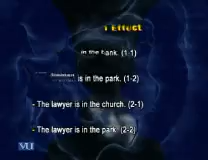 Effect
is in the bank. (1-1)
is in the park. (1-2)
- The lawyer is in the church. (2-1)
- The lawyer is in the park. (2-2)
VU